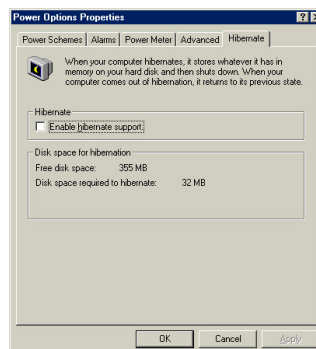 Power Options Properties
Power Schemes Alarms Power Meter Advanced Hibernate
When your computer hibernates, it stores whatever it has in
memory on your hard disk and then shuts down. When your
computer comes out of hibernation, it returns to its previous state.
Hibernate
Enable hibernate support.
Disk space for hibernation
Free disk space: 355 MB
Disk space required to hibernate: 32 MB
OK Cancel Apply